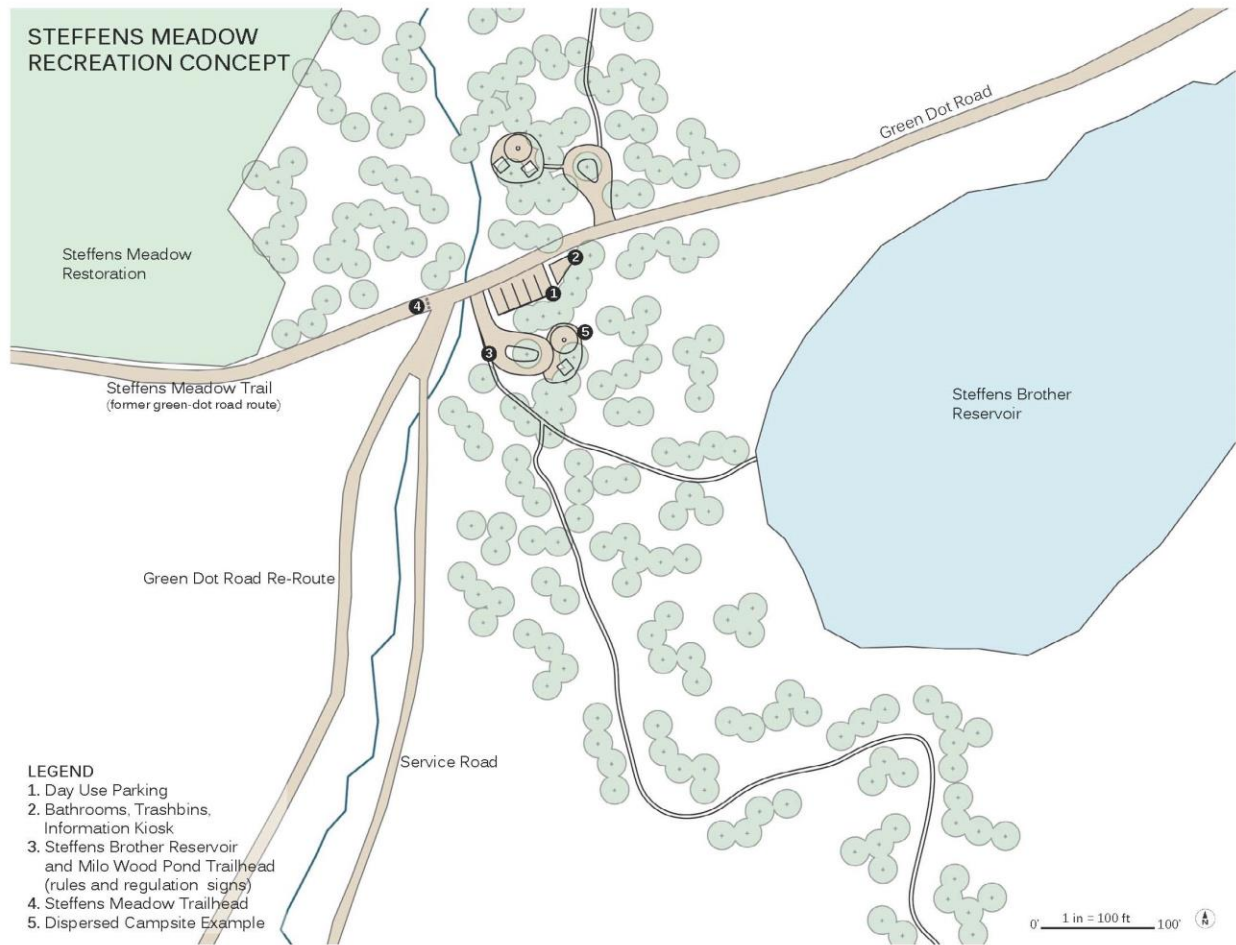 STEFFENS MEADOW
RECREATION CONCEPT
Green Dot Road
2
1
4
5
3
Steffens Meadow
Restoration
Steffens Meadow Trail
(former green-dot road route)
Steffens Brother
Reservoir
Green Dot Road Re-Route
Service Road
LEGEND
1. Day Use Parking
2. Bathrooms, Trashbins,
Information Kiosk
3. Steffens Brother Reservoir
and Milo Wood Pond Trailhead
(rules and regulation signs)
4. Steffens Meadow Trailhead
5. Dispersed Campsite Example
0' 1 in = 100 ft 100'
N